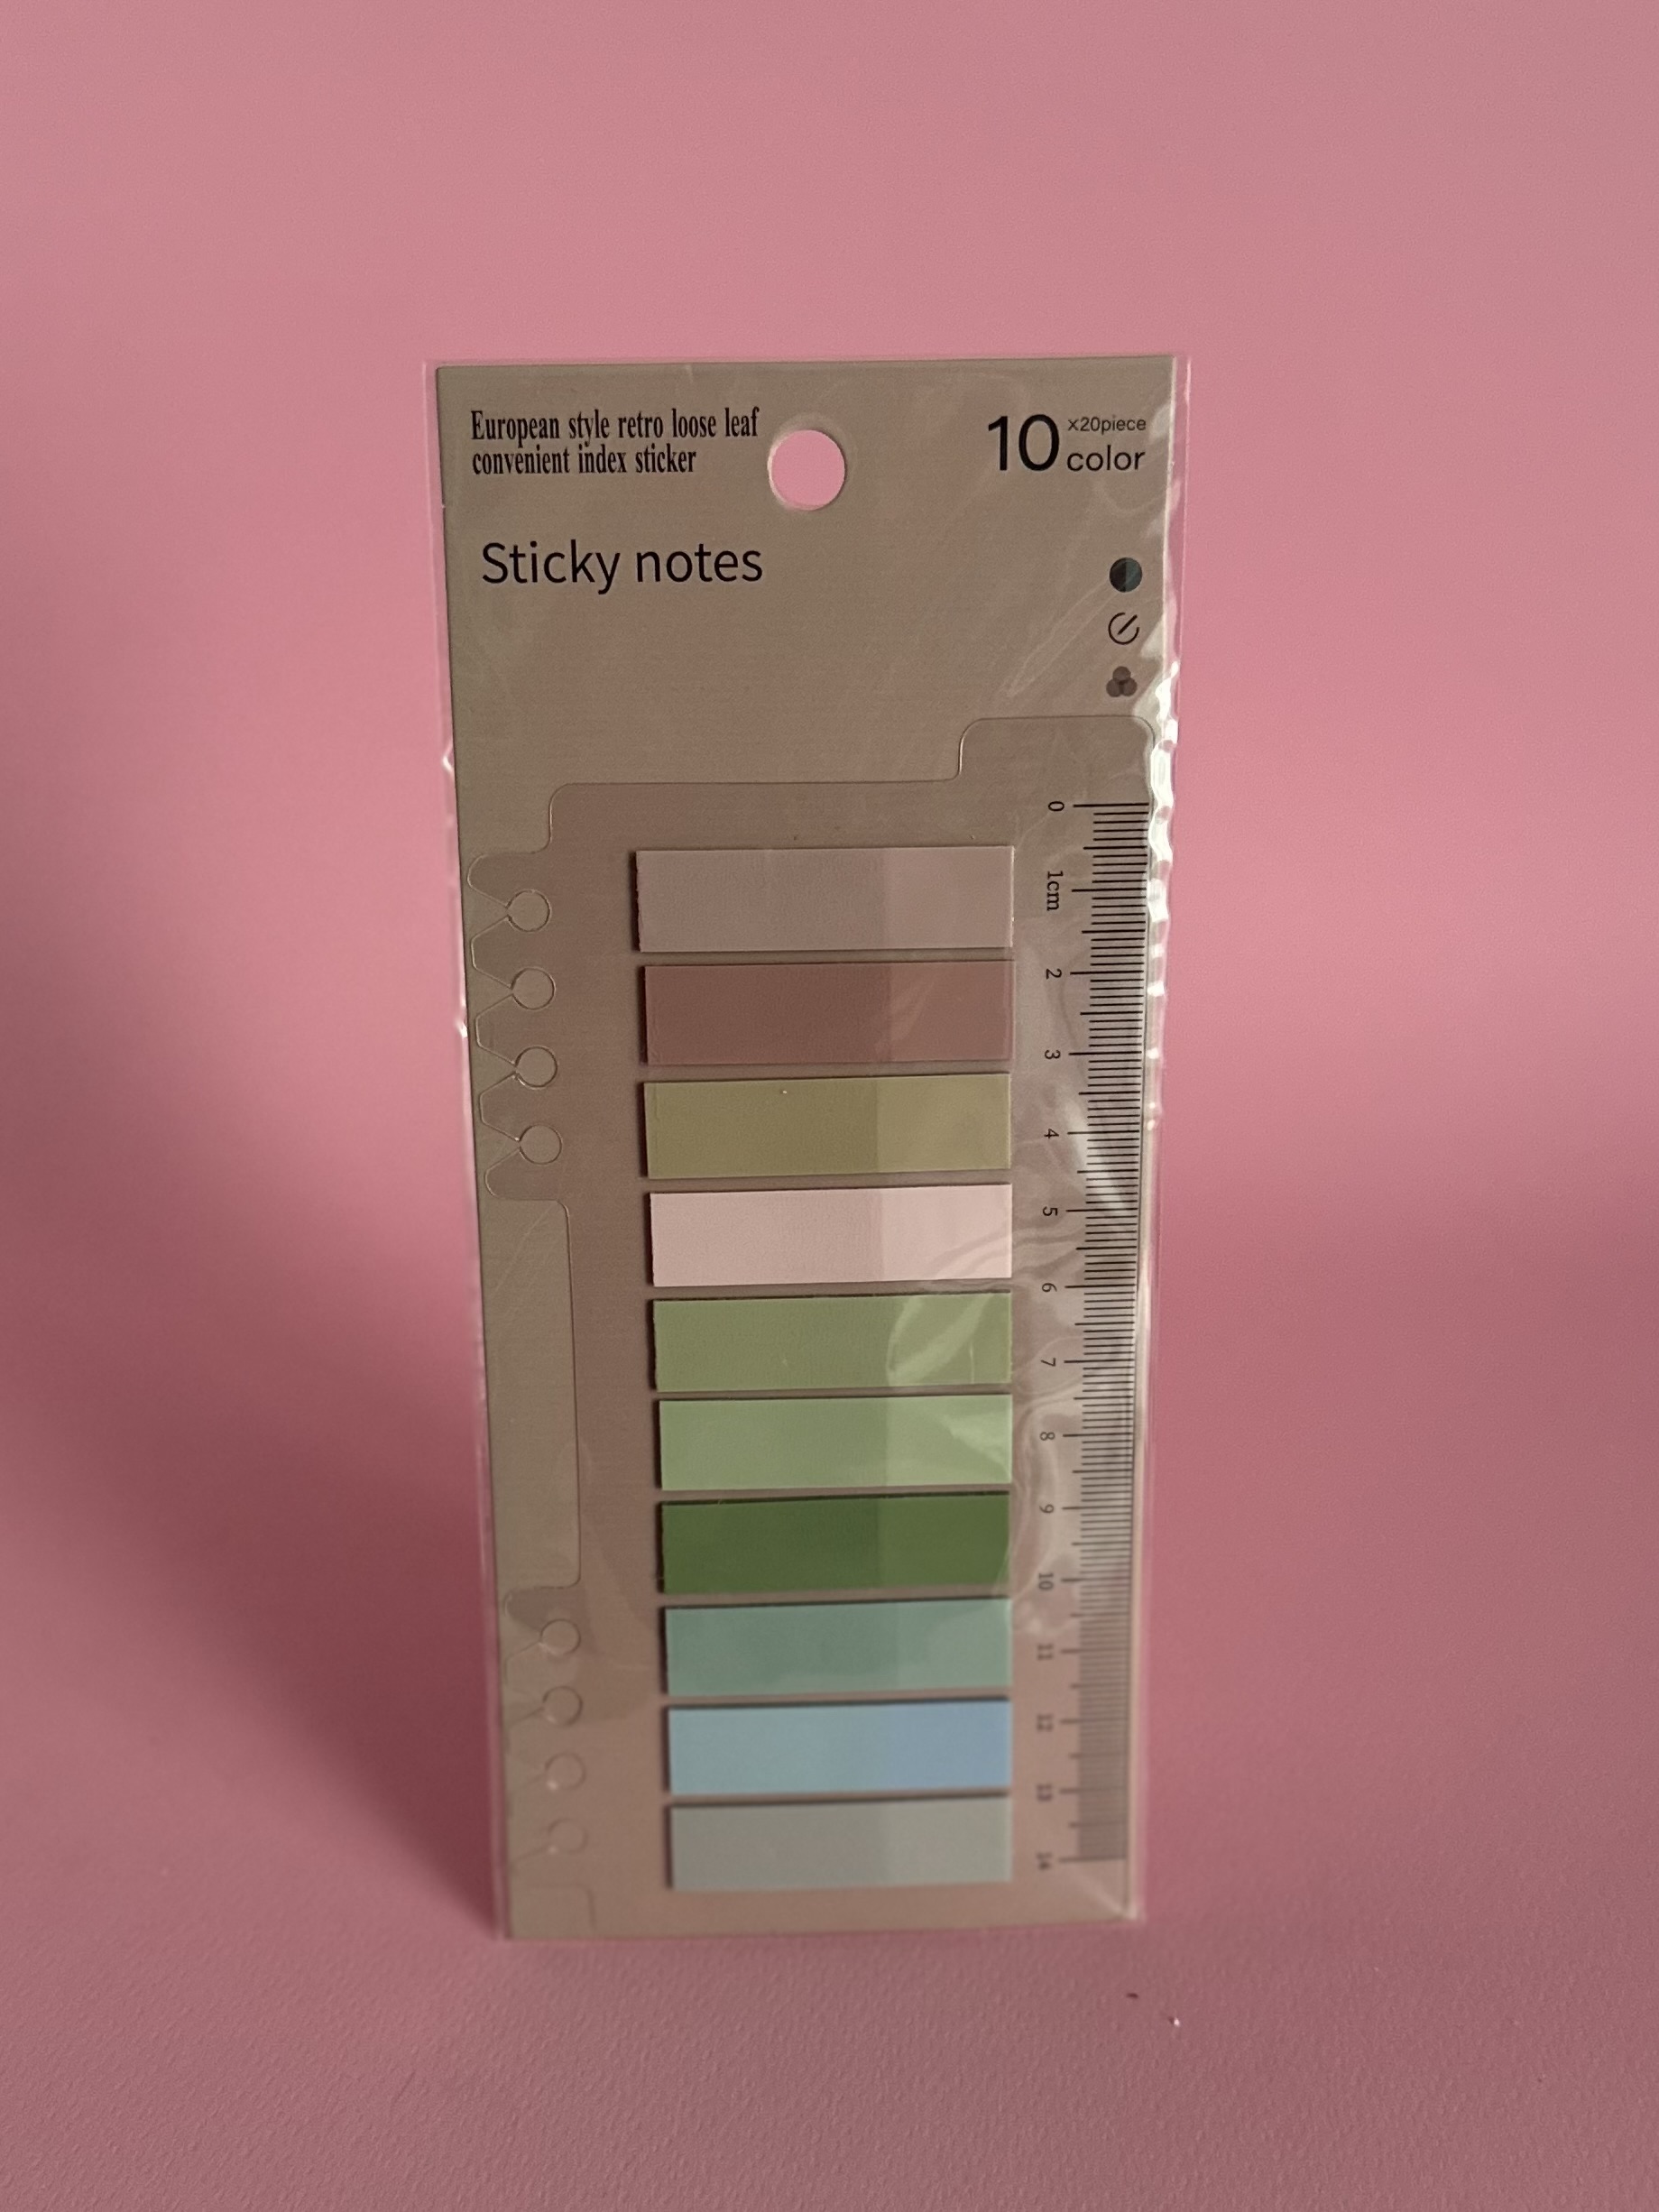 European style retro loose leaf
convenient index sticker
10 x20piece
color
Sticky notes
0
1cm
2
3
4
5
6
7
8
9
10
11
12
13
14